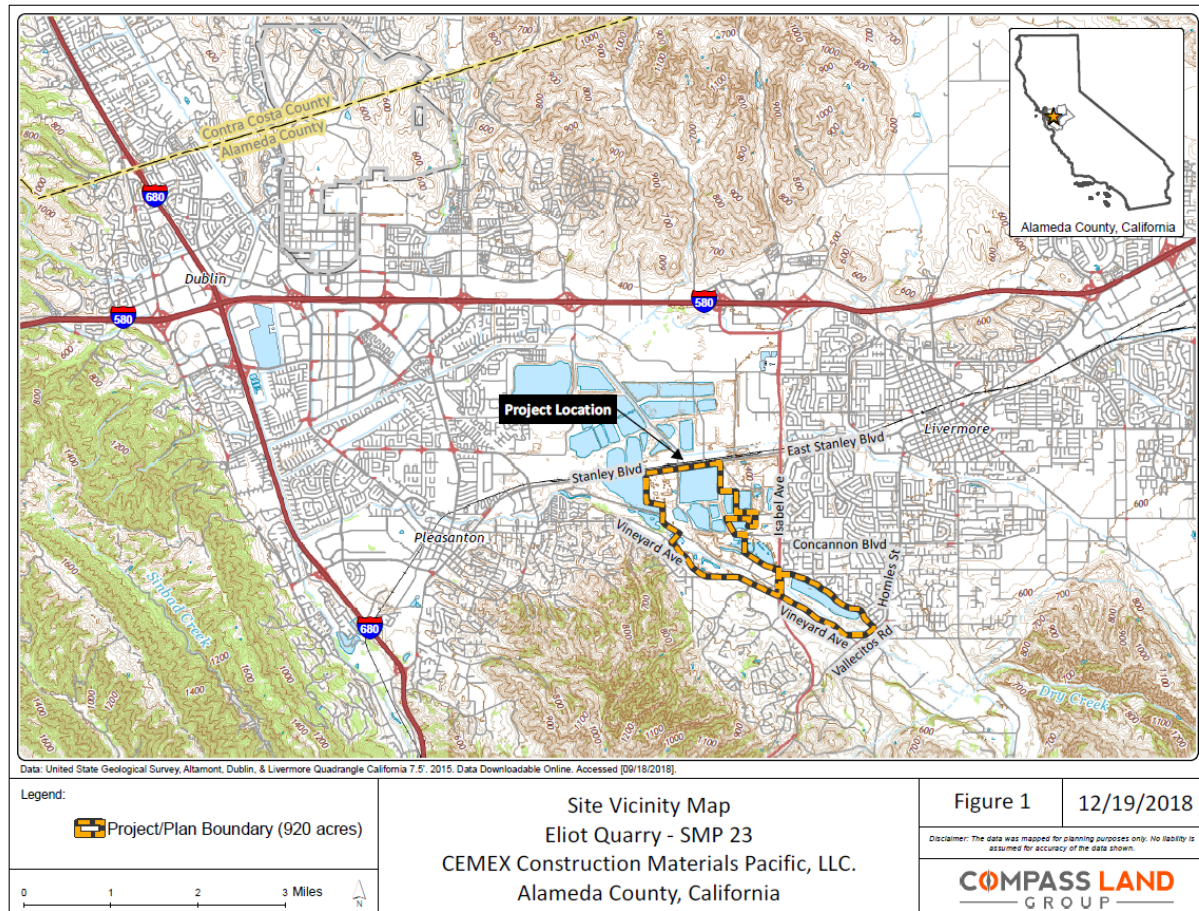 Contra Costa County
Alameda County
680
Dublin
580
580
Alameda County, California
Project Location
Stanley Blvd
East Stanley Blvd
Livermore
Isabel Ave
Pleasanton
Vineyard Ave
Concannon Blvd
Homles St
Vineyard Ave
Vallecitos Rd
Sinbad Creek
680
Dry Creek
Data: United State Geological Survey, Altamont, Dublin, & Livermore Quadrangle California 7.5'. 2015. Data Downloadable Online. Accessed [09/18/2018].
Legend:
Project/Plan Boundary (920 acres)
0 1 2 3 Miles
N
Site Vicinity Map
Eliot Quarry - SMP 23
CEMEX Construction Materials Pacific, LLC.
Alameda County, California
Figure 1
12/19/2018
Disclaimer: The data was mapped for planning purposes only. No liability is
assumed for accuracy of the data shown.
COMPASS LAND
GROUP